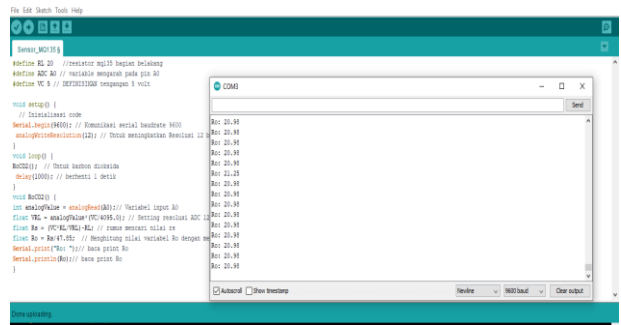 File Edit Sketch Tools Help
Sensor_MQ135 §
#define RL 20 //resistor mq135 bagian belakang
#define ADC A0 // variable mengarah pada pin A0
#define VC 5 // DEFINISIKAN tengangan 5 volt
void setup() {
// Inisialisasi code
Serial.begin(9600); // Komunikasi serial baudrate 9600
analogWriteResolution(12); // Untuk meningkatkan Resolusi 12 b
}
void loop() {
RoCO2(); // Untuk karbon dioksida
delay(1000); // berhenti 1 detik
}
void RoCO2() {
int analogValue = analogRead(A0);// Variabel input A0
float VRL = analogValue*(VC/4095.0); // Setting resolusi ADC 12
float Rs = (VC*RL/VRL)-RL; // rumus mencari nilai rs
float Ro = Rs/47.85; // Menghitung nilai variabel Ro dengan me
Serial.print("Ro: ");// baca print Ro
Serial.println(Ro);// baca print Ro
}
Done uploading.
COM3
Send
Ro: 20.98
Ro: 20.98
Ro: 20.98
Ro: 20.98
Ro: 20.98
Ro: 21.25
Ro: 20.98
Ro: 20.98
Ro: 20.98
Ro: 20.98
Ro: 20.98
Ro: 20.98
Ro: 20.98
Ro: 20.98
Autoscroll Show timestamp
Newline
9600 baud
Clear output